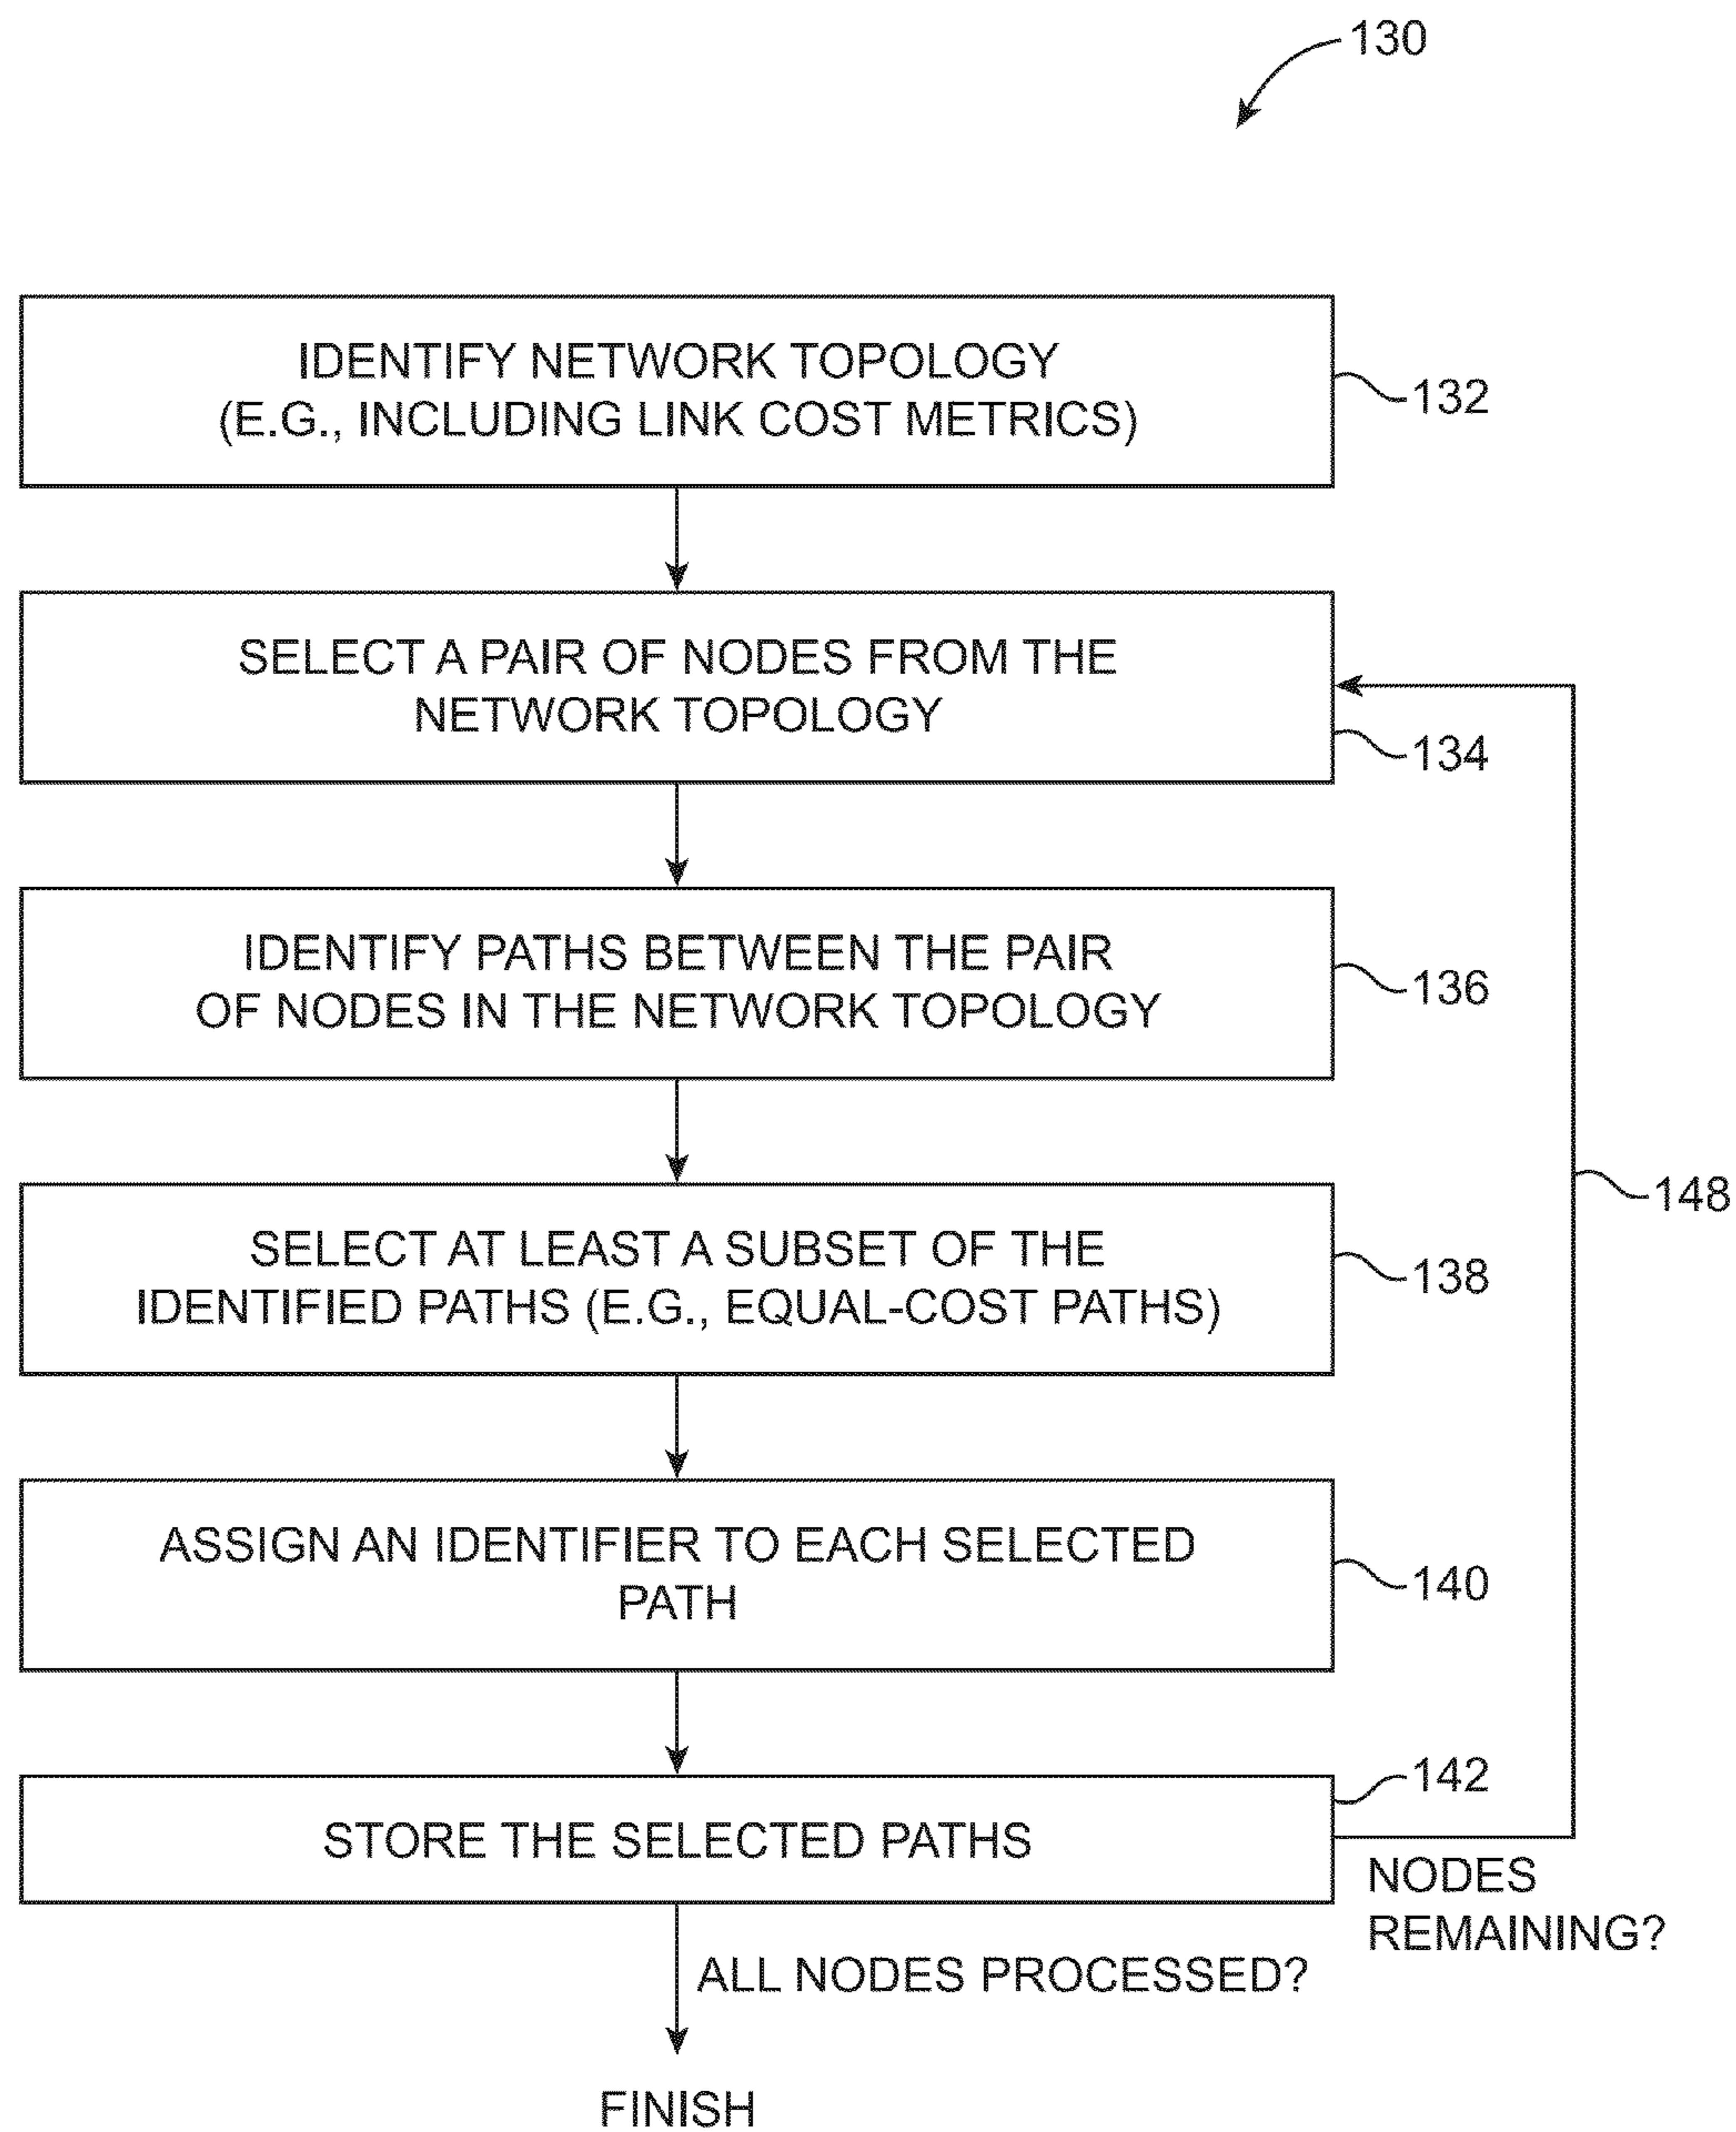 130
IDENTIFY NETWORK TOPOLOGY
(E.G., INCLUDING LINK COST METRICS)
132
SELECT A PAIR OF NODES FROM THE
NETWORK TOPOLOGY
134
IDENTIFY PATHS BETWEEN THE PAIR
OF NODES IN THE NETWORK TOPOLOGY
136
148
SELECT AT LEAST A SUBSET OF THE
IDENTIFIED PATHS (E.G., EQUAL-COST PATHS)
138
ASSIGN AN IDENTIFIER TO EACH SELECTED
PATH
140
142
STORE THE SELECTED PATHS
NODES
REMAINING?
ALL NODES PROCESSED?
FINISH